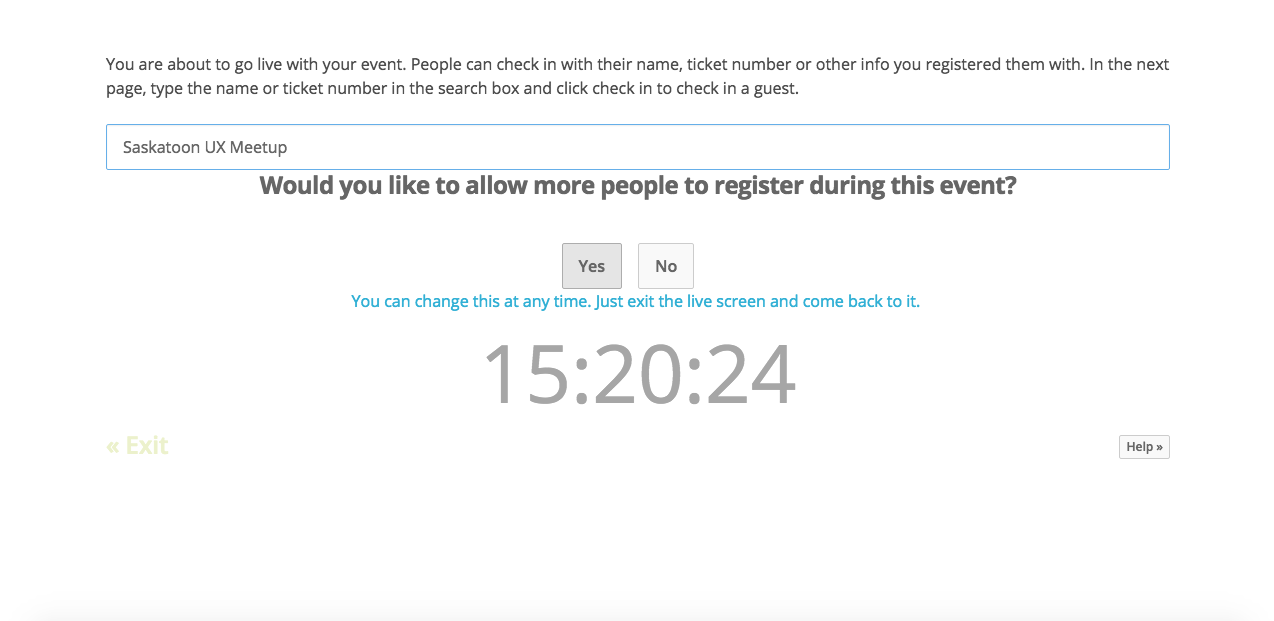 You are about to go live with your event. People can check in with their name, ticket number or other info you registered them with. In the next
page, type the name or ticket number in the search box and click check in to check in a guest.
Saskatoon UX Meetup
Would you like to allow more people to register during this event?
Yes No
You can change this at any time. Just exit the live screen and come back to it.
15:20:24
« Exit
Help »